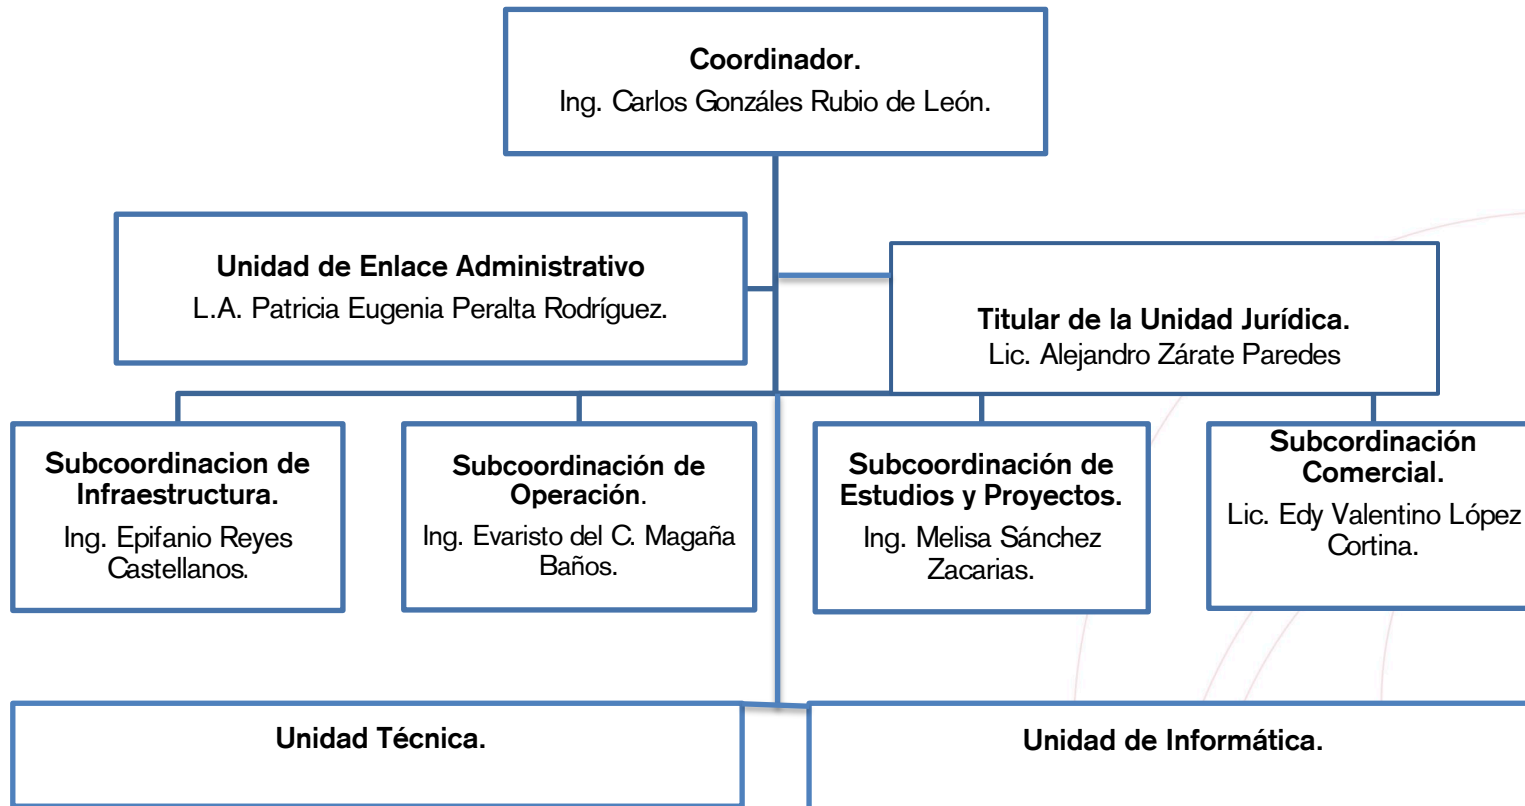 Coordinador.
Ing. Carlos Gonzáles Rubio de León.
Unidad de Enlace Administrativo
L.A. Patricia Eugenia Peralta Rodríguez.
Titular de la Unidad Jurídica.
Lic. Alejandro Zárate Paredes
Subcoordinacion de
Infraestructura.
Ing. Epifanio Reyes
Castellanos.
Subcoordinación de
Operación.
Ing. Evaristo del C. Magaña
Baños.
Subcoordinación de
Estudios y Proyectos.
Ing. Melisa Sánchez
Zacarias.
Subcordinación
Comercial.
Lic. Edy Valentino López
Cortina.
Unidad Técnica.
Unidad de Informática.